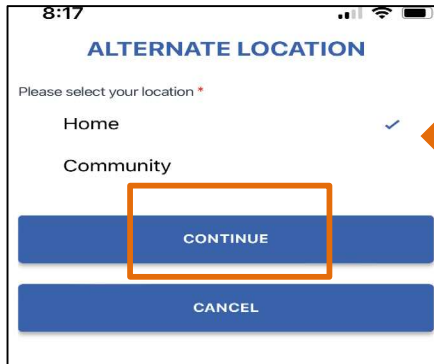 8:17
ALTERNATE LOCATION
Please select your location *
Home
Community
CONTINUE
CANCEL